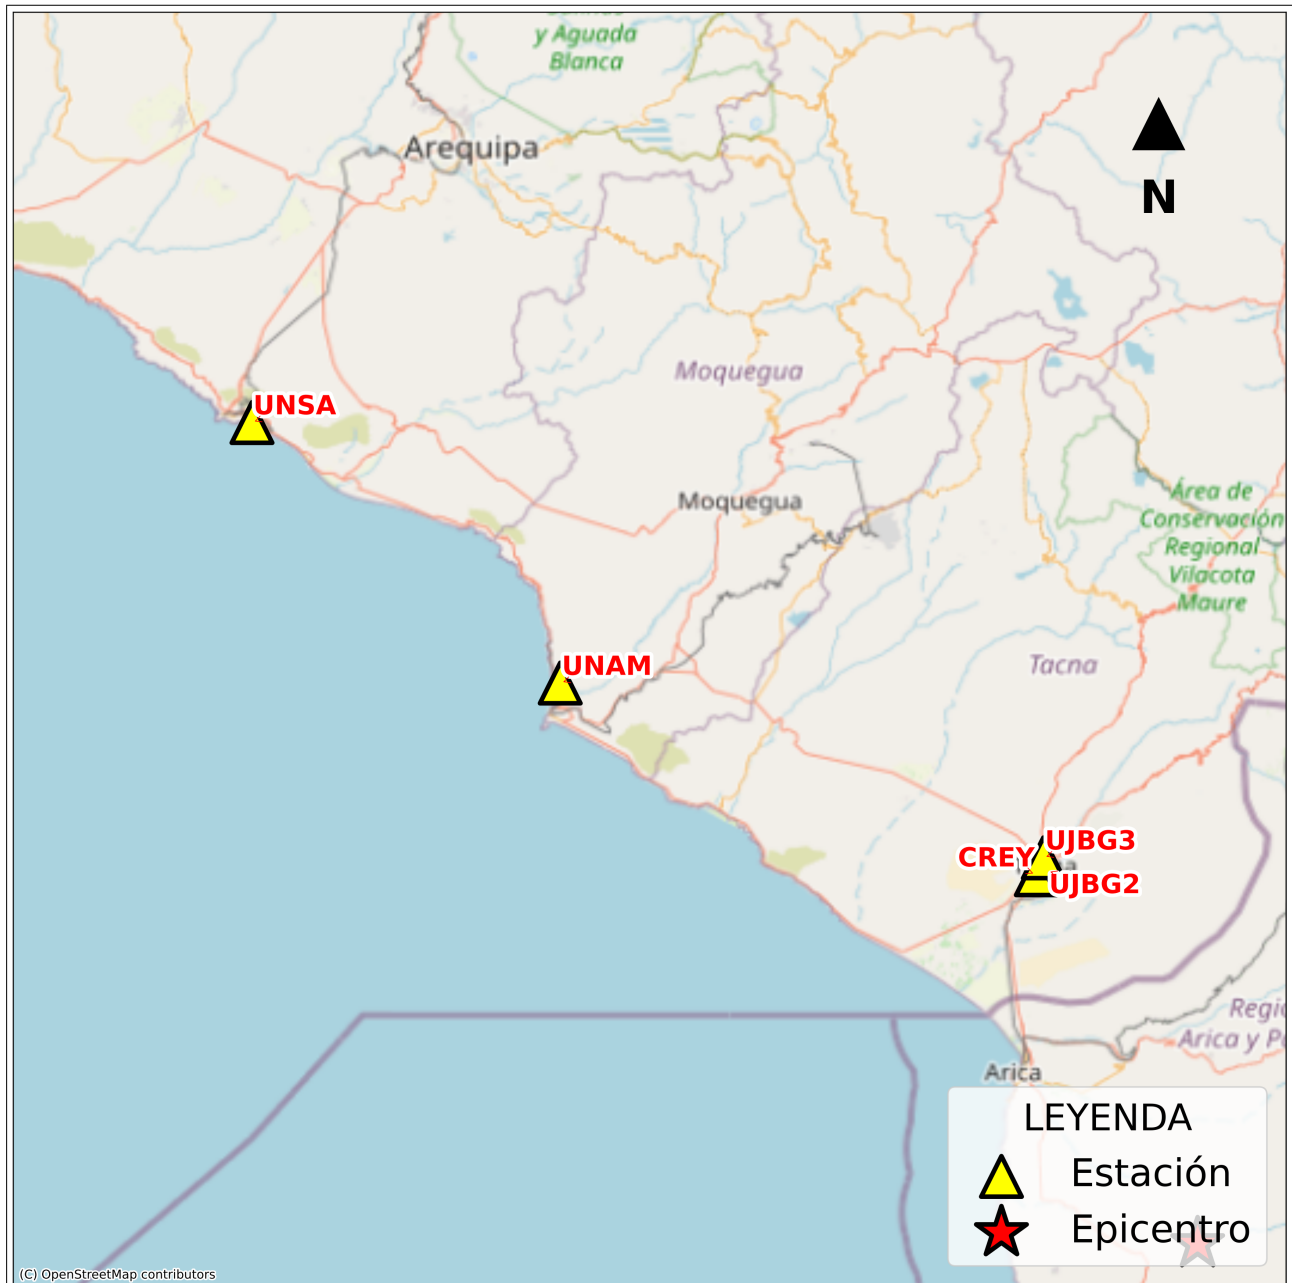 y Aguada
Blanca
Arequipa
N
UNSA
Moquegua
Moquegua
Área de
Conservación
Regional
Vilacota
Maure
UNAM
Tacna
UJBG3
CREY
UJBG2
Arica y P
Arica
LEYENDA
Estación
Epicentro
(C) OpenStreetMap contributors